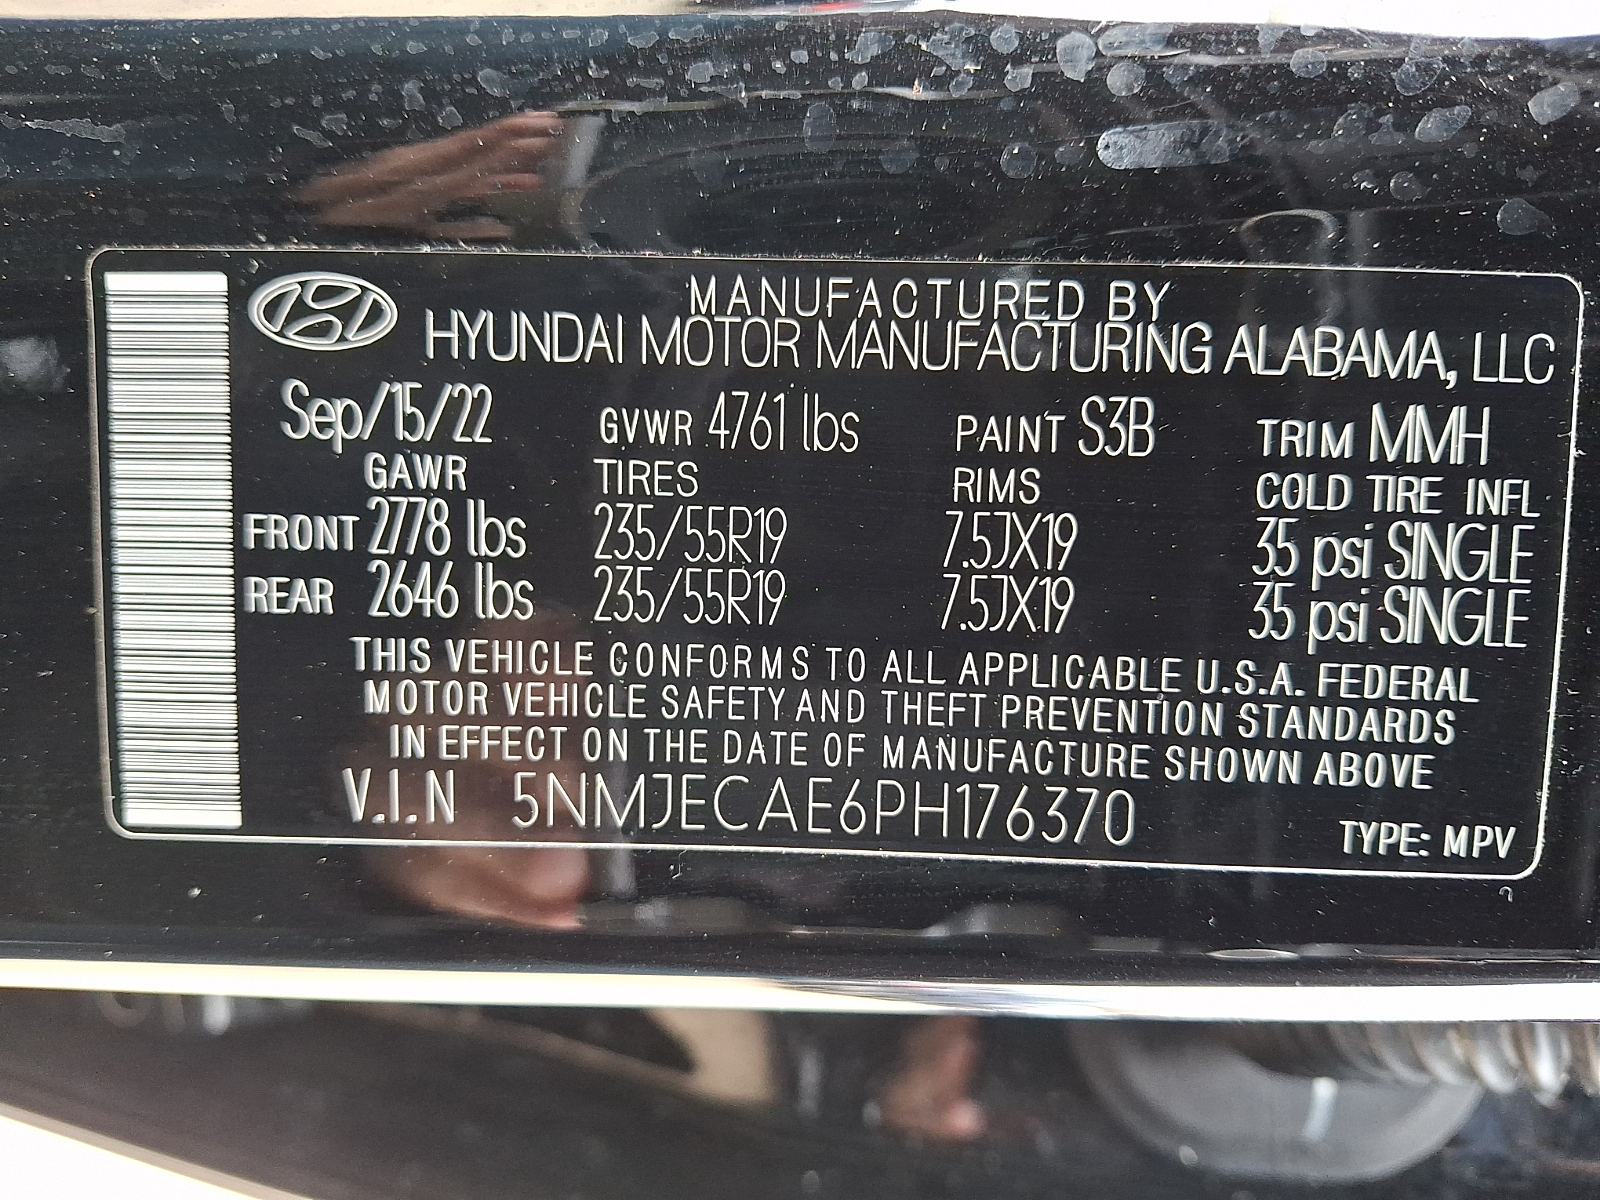 MANUFACTURED BY
HYUNDAI MOTOR MANUFACTURING ALABAMA, LLC
Sep/15/22 GVWR 4761 lbs PAINT S3B TRIM MMH
GAWR TIRES RIMS COLD TIRE INFL
FRONT 2778 lbs 235/55R19 7.5JX19 35 psi SINGLE
REAR 2646 lbs 235/55R19 7.5JX19 35 psi SINGLE
THIS VEHICLE CONFORMS TO ALL APPLICABLE U.S.A. FEDERAL
MOTOR VEHICLE SAFETY AND THEFT PREVENTION STANDARDS
IN EFFECT ON THE DATE OF MANUFACTURE SHOWN ABOVE
V.I.N 5NMJECAE6PH176370
TYPE: MPV